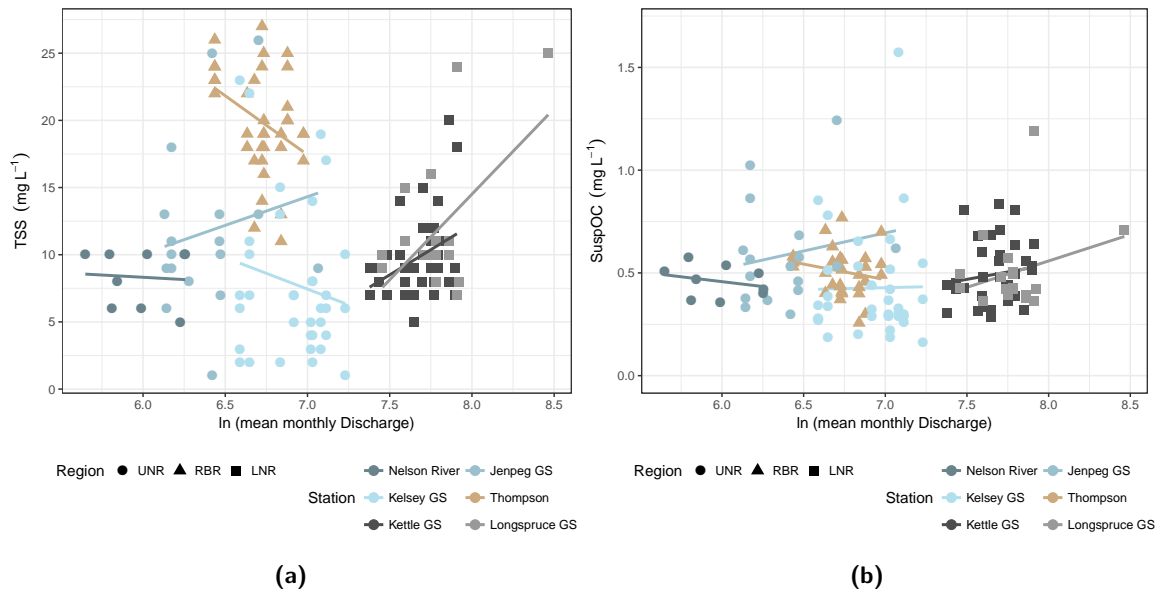 25
20
15
10
5
0
TSS (mg L⁻¹)
6.0 6.5 7.0 7.5 8.0 8.5
ln (mean monthly Discharge)
Region UNR RBR LNR
Station
Nelson River Jenpeg GS
Kelsey GS Thompson
Kettle GS Longspruce GS
(a)
1.5
1.0
0.5
0.0
SuspOC (mg L⁻¹)
6.0 6.5 7.0 7.5 8.0 8.5
ln (mean monthly Discharge)
Region UNR RBR LNR
Station
Nelson River Jenpeg GS
Kelsey GS Thompson
Kettle GS Longspruce GS
(b)